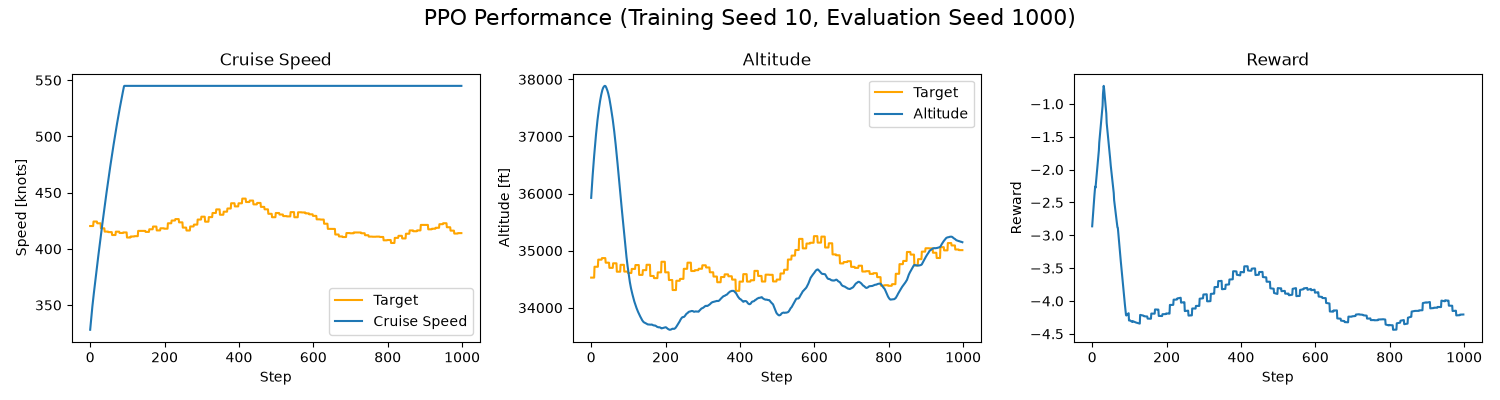 PPO Performance (Training Seed 10, Evaluation Seed 1000)
Cruise Speed
Speed [knots]
550
500
450
400
350
Target
Cruise Speed
0 200 400 600 800 1000
Step
Altitude
Altitude [ft]
38000
37000
36000
35000
34000
Target
Altitude
0 200 400 600 800 1000
Step
Reward
Reward
−1.0
−1.5
−2.0
−2.5
−3.0
−3.5
−4.0
−4.5
0 200 400 600 800 1000
Step